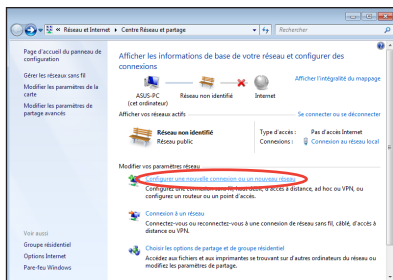 « Réseau et Internet ▸ Centre Réseau et partage
Rechercher
Page d'accueil du panneau de configuration
Gérer les réseaux sans fil
Modifier les paramètres de la carte
Modifier les paramètres de partage avancés
Afficher les informations de base de votre réseau et configurer des connexions
Afficher l'intégralité du mappage
ASUS-PC
(cet ordinateur)
Réseau non identifié
Internet
Afficher vos réseaux actifs
Se connecter ou se déconnecter
Réseau non identifié
Réseau public
Type d'accès : Pas d'accès Internet
Connexions : Connexion au réseau local
Modifier vos paramètres réseau
Configurer une nouvelle connexion ou un nouveau réseau
Configurez une connexion sans fil, haut débit, d'accès à distance, ad hoc ou VPN, ou
configurez un routeur ou un point d'accès.
Connexion à un réseau
Connectez-vous ou reconnectez-vous à une connexion de réseau sans fil, câblé, d'accès à
distance ou VPN.
Choisir les options de partage et de groupe résidentiel
Accédez aux fichiers et aux imprimantes se trouvant sur d'autres ordinateurs du réseau ou
modifiez les paramètres de partage.
Voir aussi
Groupe résidentiel
Options Internet
Pare-feu Windows